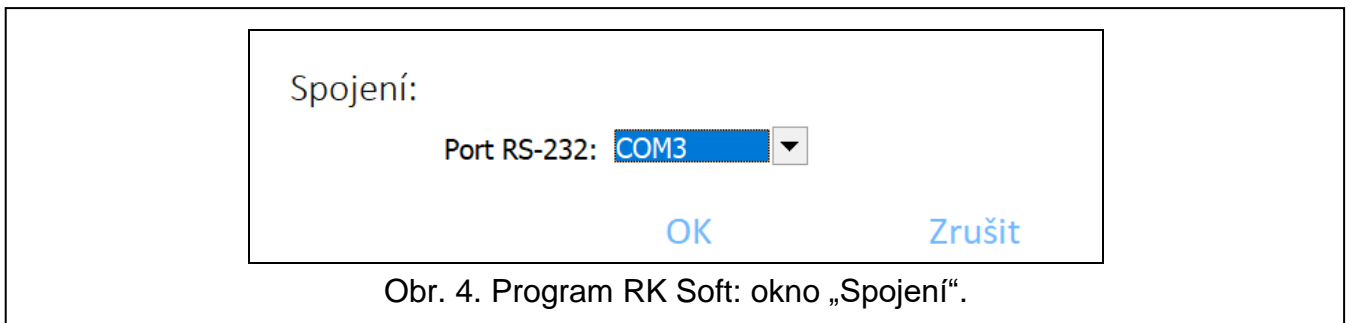 Spojení:
Port RS-232: COM3
OK Zrušit
Obr. 4. Program RK Soft: okno „Spojení“.